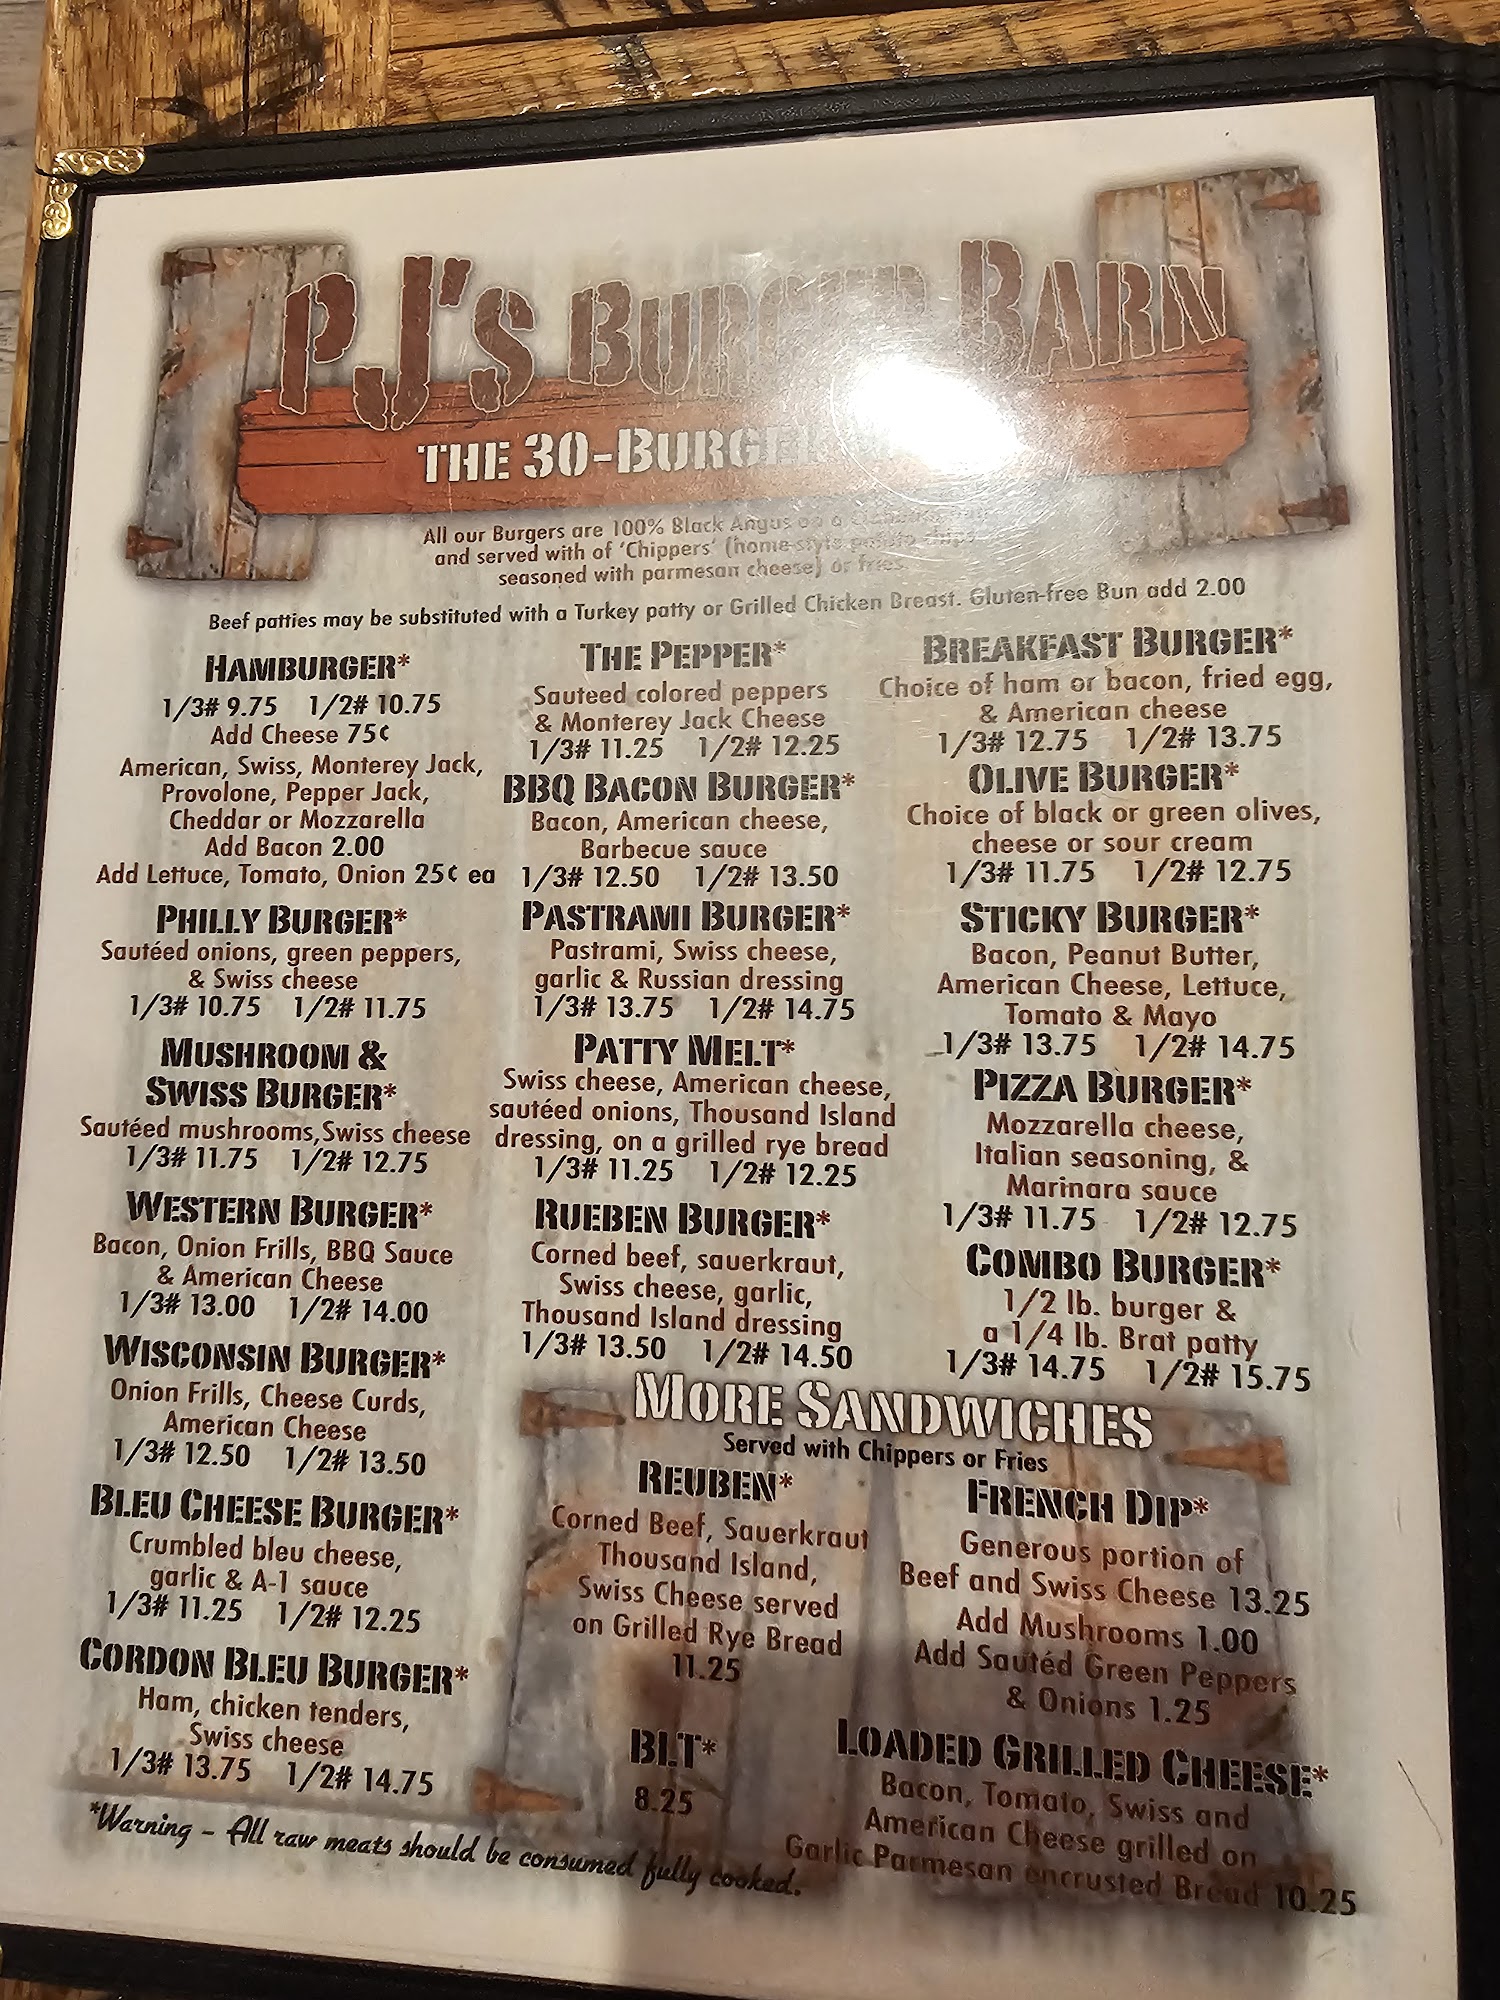 PJ's Burger Barn
The 30-Burger
All our Burgers are 100% Black Angus on a
and served with of 'Chippers' (home-style potato chips
seasoned with parmesan cheese) or fries.
Beef patties may be substituted with a Turkey patty or Grilled Chicken Breast. Gluten-free Bun add 2.00
Hamburger*
1/3# 9.75 1/2# 10.75
Add Cheese 75¢
American, Swiss, Monterey Jack,
Provolone, Pepper Jack,
Cheddar or Mozzarella
Add Bacon 2.00
Add Lettuce, Tomato, Onion 25¢ ea
Philly Burger*
Sautéed onions, green peppers,
& Swiss cheese
1/3# 10.75 1/2# 11.75
Mushroom &
Swiss Burger*
Sautéed mushrooms,Swiss cheese
1/3# 11.75 1/2# 12.75
Western Burger*
Bacon, Onion Frills, BBQ Sauce
& American Cheese
1/3# 13.00 1/2# 14.00
Wisconsin Burger*
Onion Frills, Cheese Curds,
American Cheese
1/3# 12.50 1/2# 13.50
Bleu Cheese Burger*
Crumbled bleu cheese,
garlic & A-1 sauce
1/3# 11.25 1/2# 12.25
Cordon Bleu Burger*
Ham, chicken tenders,
Swiss cheese
1/3# 13.75 1/2# 14.75
The Pepper*
Sauteed colored peppers
& Monterey Jack Cheese
1/3# 11.25 1/2# 12.25
BBQ Bacon Burger*
Bacon, American cheese,
Barbecue sauce
1/3# 12.50 1/2# 13.50
Pastrami Burger*
Pastrami, Swiss cheese,
garlic & Russian dressing
1/3# 13.75 1/2# 14.75
Patty Melt*
Swiss cheese, American cheese,
sautéed onions, Thousand Island
dressing, on a grilled rye bread
1/3# 11.25 1/2# 12.25
Rueben Burger*
Corned beef, sauerkraut,
Swiss cheese, garlic,
Thousand Island dressing
1/3# 13.50 1/2# 14.50
Breakfast Burger*
Choice of ham or bacon, fried egg,
& American cheese
1/3# 12.75 1/2# 13.75
Olive Burger*
Choice of black or green olives,
cheese or sour cream
1/3# 11.75 1/2# 12.75
Sticky Burger*
Bacon, Peanut Butter,
American Cheese, Lettuce,
Tomato & Mayo
1/3# 13.75 1/2# 14.75
Pizza Burger*
Mozzarella cheese,
Italian seasoning, &
Marinara sauce
1/3# 11.75 1/2# 12.75
Combo Burger*
1/2 lb. burger &
a 1/4 lb. Brat patty
1/3# 14.75 1/2# 15.75
More Sandwiches
Served with Chippers or Fries
Reuben*
Corned Beef, Sauerkraut
Thousand Island,
Swiss Cheese served
on Grilled Rye Bread
11.25
BLT*
8.25
French Dip*
Generous portion of
Beef and Swiss Cheese 13.25
Add Mushrooms 1.00
Add Sautéd Green Peppers
& Onions 1.25
Loaded Grilled Cheese*
Bacon, Tomato, Swiss and
American Cheese grilled on
Garlic Parmesan encrusted Bread 10.25
*Warning - All raw meats should be consumed fully cooked.